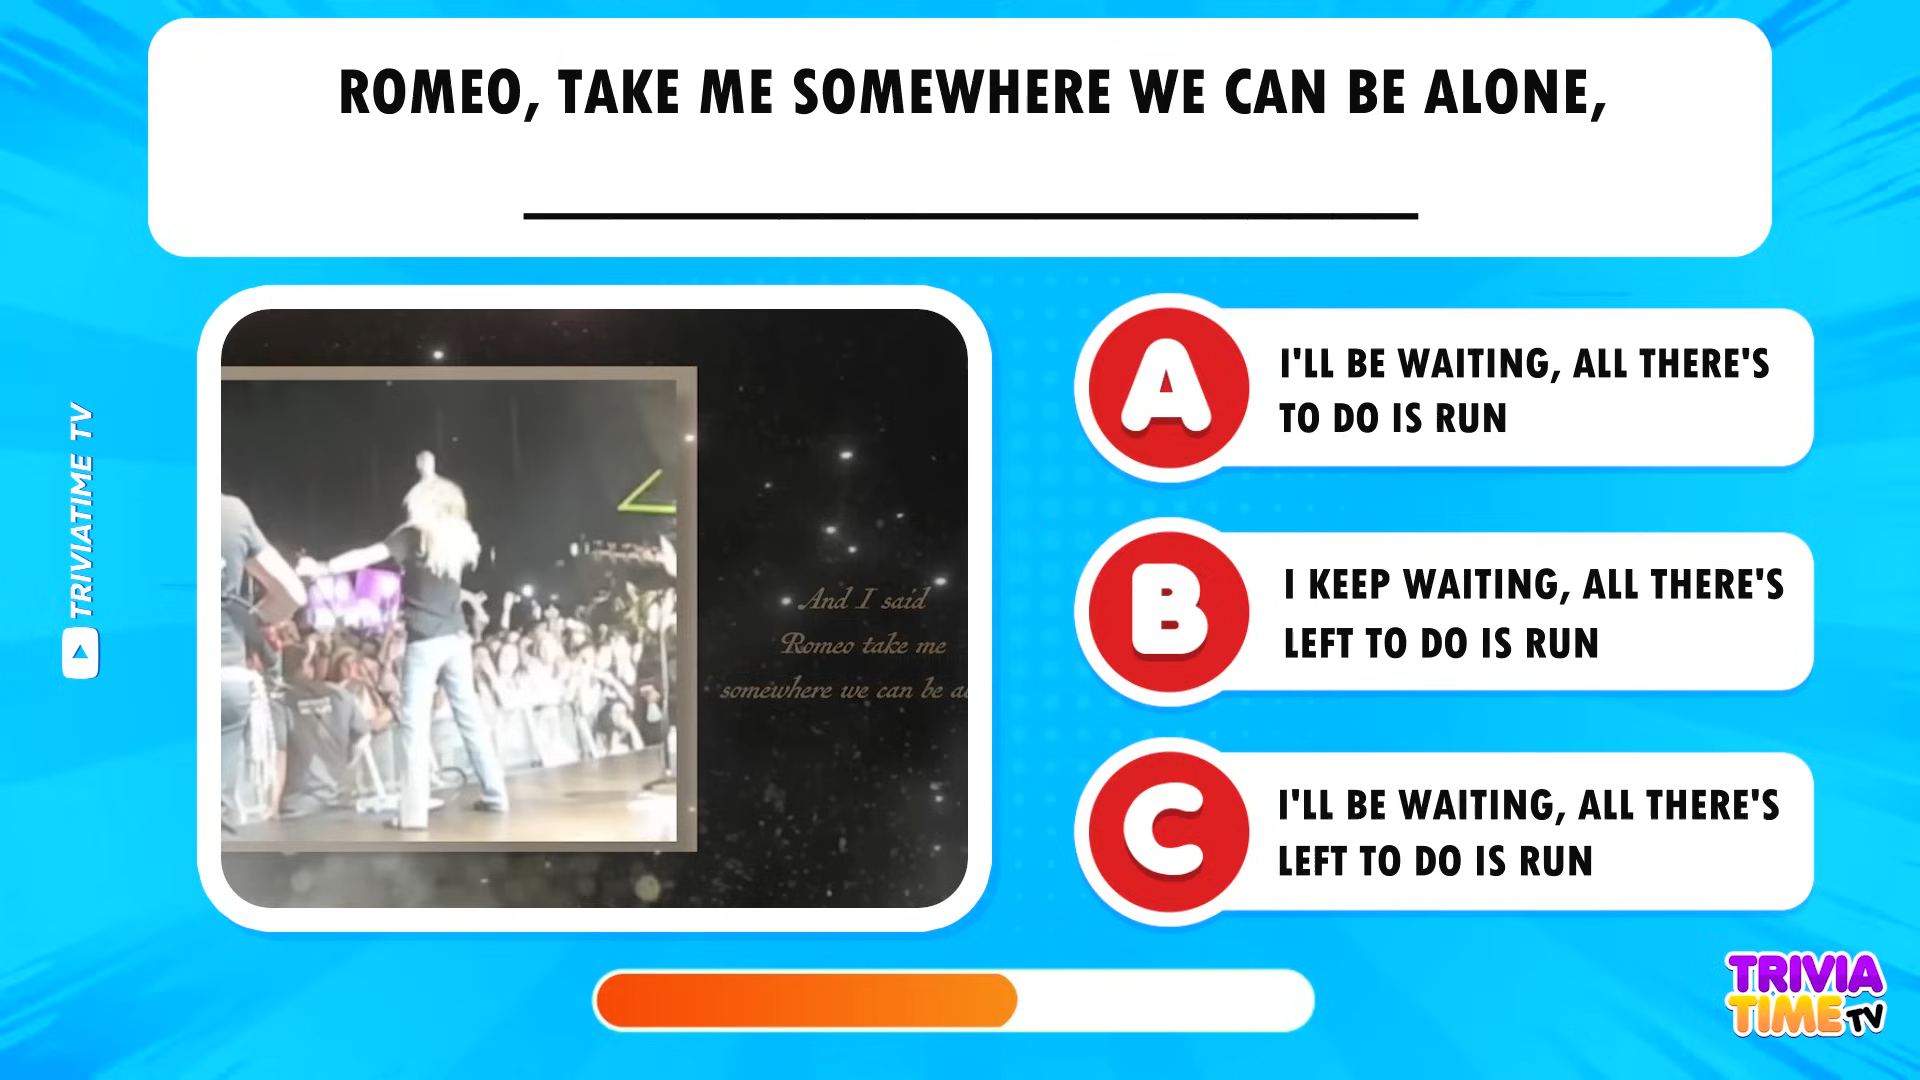 ROMEO, TAKE ME SOMEWHERE WE CAN BE ALONE,
TRIVIATIME TV
And I said
Romeo take me
somewhere we can be
A
I'LL BE WAITING, ALL THERE'S
TO DO IS RUN
B
I KEEP WAITING, ALL THERE'S
LEFT TO DO IS RUN
C
I'LL BE WAITING, ALL THERE'S
LEFT TO DO IS RUN
TRIVIA
TIME TV